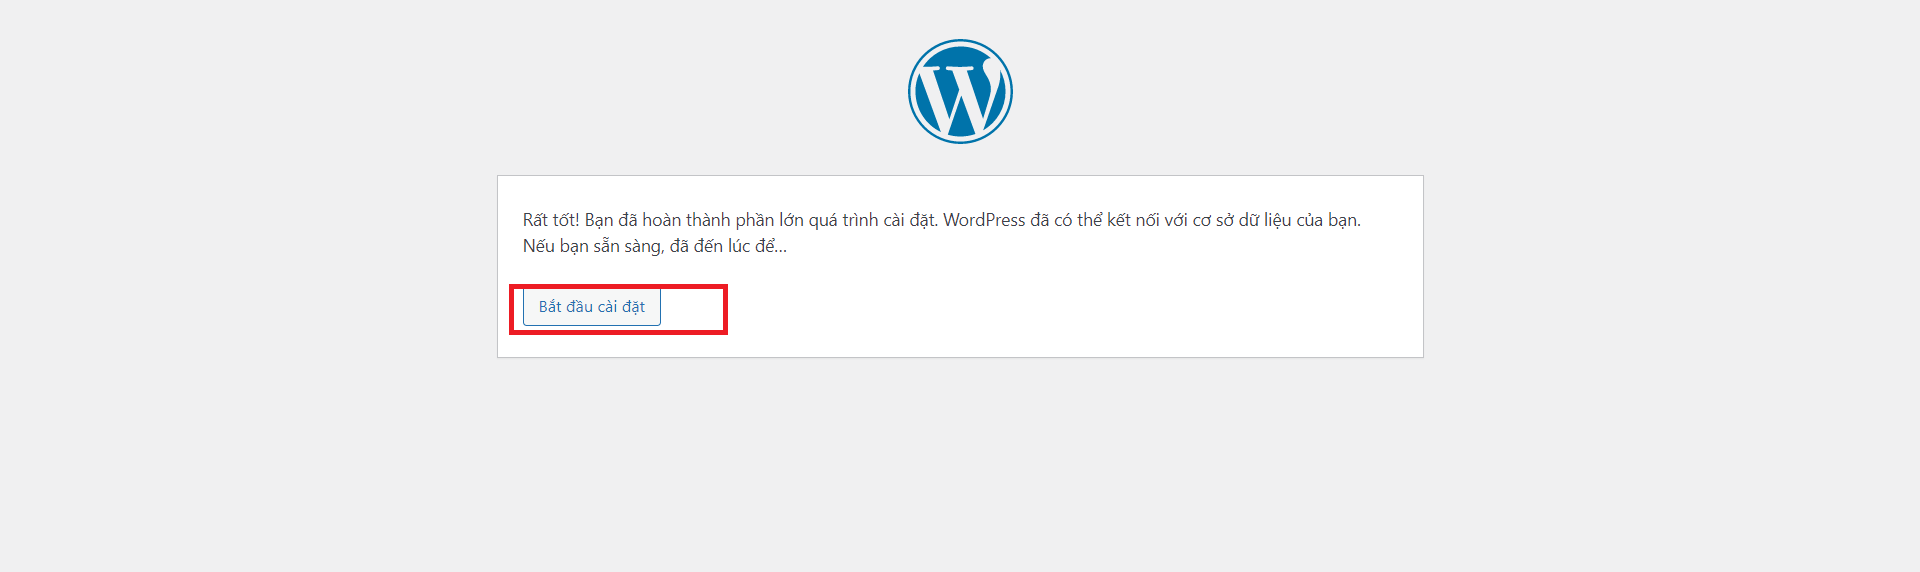 Rất tốt! Bạn đã hoàn thành phần lớn quá trình cài đặt. WordPress đã có thể kết nối với cơ sở dữ liệu của bạn.
Nếu bạn sẵn sàng, đã đến lúc để…
Bắt đầu cài đặt